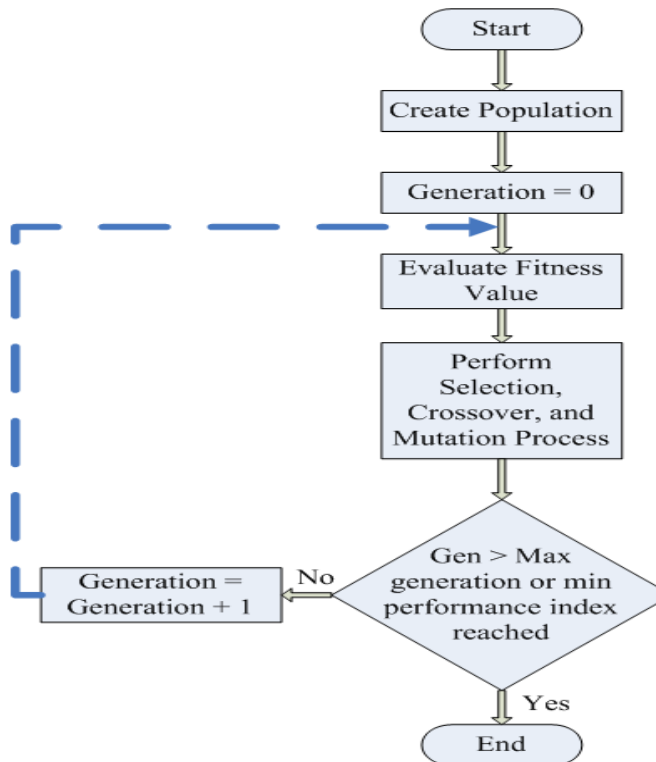 Start
Create Population
Generation = 0
Evaluate Fitness
Value
Perform
Selection,
Crossover, and
Mutation Process
Gen > Max
generation or min
performance index
reached
No
Generation =
Generation + 1
Yes
End